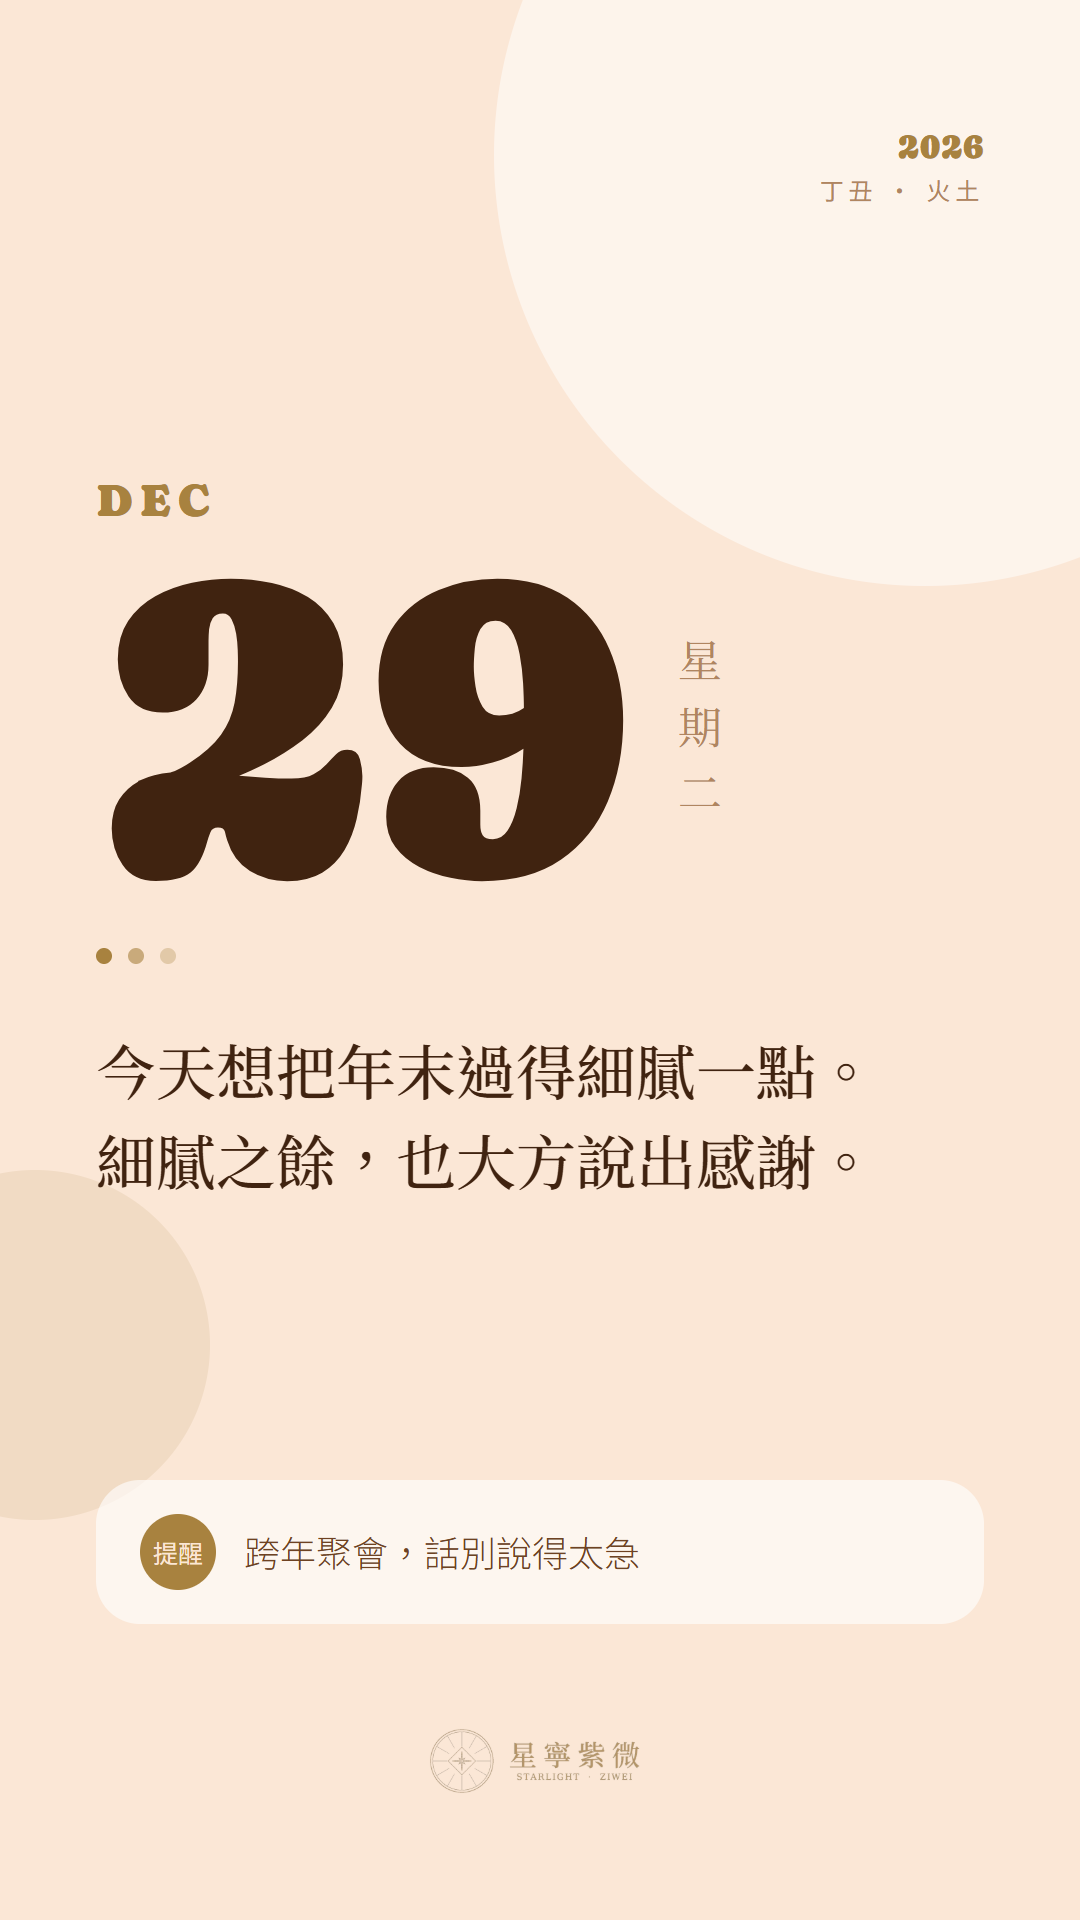 2026
丁丑 · 火土
DEC
29
星期二
今天想把年末過得細膩一點。
細膩之餘，也大方說出感謝。
提醒
跨年聚會，話別說得太急
星寧紫微
STARLIGHT · ZIWEI